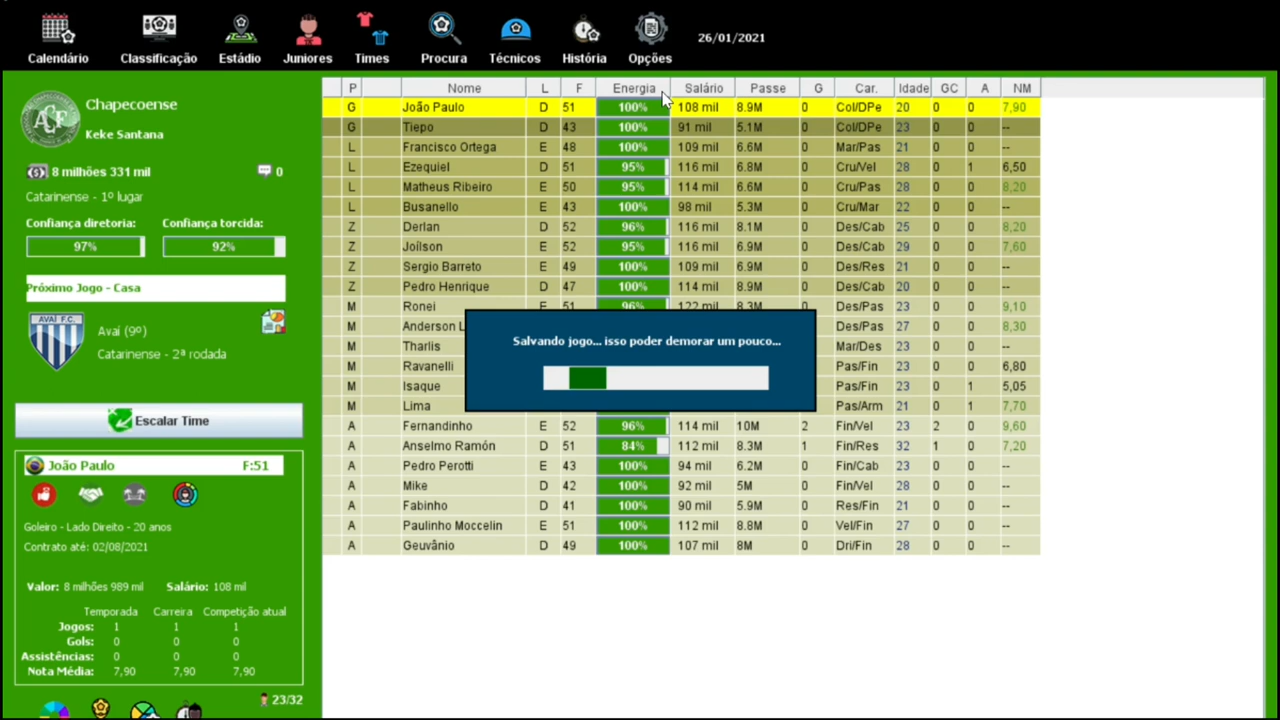 Calendário Classificação Estádio Juniores Times Procura Técnicos História Opções 26/01/2021
Chapecoense
Keke Santana
8 milhões 331 mil 0
Catarinense - 1º lugar
Confiança diretoria: Confiança torcida:
97% 92%
Próximo Jogo - Casa
Avaí (9º)
Catarinense - 2ª rodada
AVAÍ F.C.
Escalar Time
João Paulo F:51
Goleiro - Lado Direito - 20 anos
Contrato até: 02/08/2021
Valor: 8 milhões 989 mil Salário: 108 mil
Temporada Carreira Competição atual
Jogos: 1 1 1
Gols: 0 0 0
Assistências: 0 0 0
Nota Média: 7,90 7,90 7,90
23/32
P Nome L F Energia Salário Passe G Car. Idade GC A NM
G João Paulo D 51 100% 108 mil 8.9M 0 Col/DPe 20 0 0 7,90
G Tiepo D 43 100% 91 mil 5.1M 0 Col/DPe 23 0 0 --
L Francisco Ortega E 48 100% 109 mil 6.6M 0 Mar/Pas 21 0 0 --
L Ezequiel D 51 95% 116 mil 6.8M 0 Cru/Vel 28 0 1 6,50
L Matheus Ribeiro E 50 95% 114 mil 6.6M 0 Cru/Pas 28 0 0 8,20
L Busanello E 43 100% 98 mil 5.3M 0 Cru/Mar 22 0 0 --
Z Derlan D 52 96% 116 mil 8.1M 0 Des/Cab 25 0 0 8,20
Z Joílson E 52 95% 116 mil 6.9M 0 Des/Cab 29 0 0 7,60
Z Sergio Barreto E 49 100% 109 mil 6.9M 0 Des/Res 21 0 0 --
Z Pedro Henrique D 47 100% 114 mil 8.9M 0 Des/Cab 20 0 0 --
M Ronei E 51 96% 122 mil 8.3M 0 Des/Pas 23 0 0 9,10
M Anderson L Des/Pas 27 0 0 8,30
M Tharlis Mar/Des 23 0 0 --
M Ravanelli Pas/Fin 23 0 0 6,80
M Isaque Pas/Fin 23 0 1 5,05
M Lima Pas/Arm 21 0 1 7,70
A Fernandinho E 52 96% 114 mil 10M 2 Fin/Vel 23 2 0 9,60
A Anselmo Ramón D 51 84% 112 mil 8.3M 1 Fin/Res 32 1 0 7,20
A Pedro Perotti E 43 100% 94 mil 6.2M 0 Fin/Cab 23 0 0 --
A Mike D 42 100% 92 mil 5M 0 Fin/Vel 28 0 0 --
A Fabinho D 41 100% 90 mil 5.9M 0 Res/Fin 21 0 0 --
A Paulinho Moccelin E 51 100% 112 mil 8.8M 0 Vel/Fin 27 0 0 --
A Geuvânio D 49 100% 107 mil 8M 0 Dri/Fin 28 0 0 --
Salvando jogo... isso poder demorar um pouco...